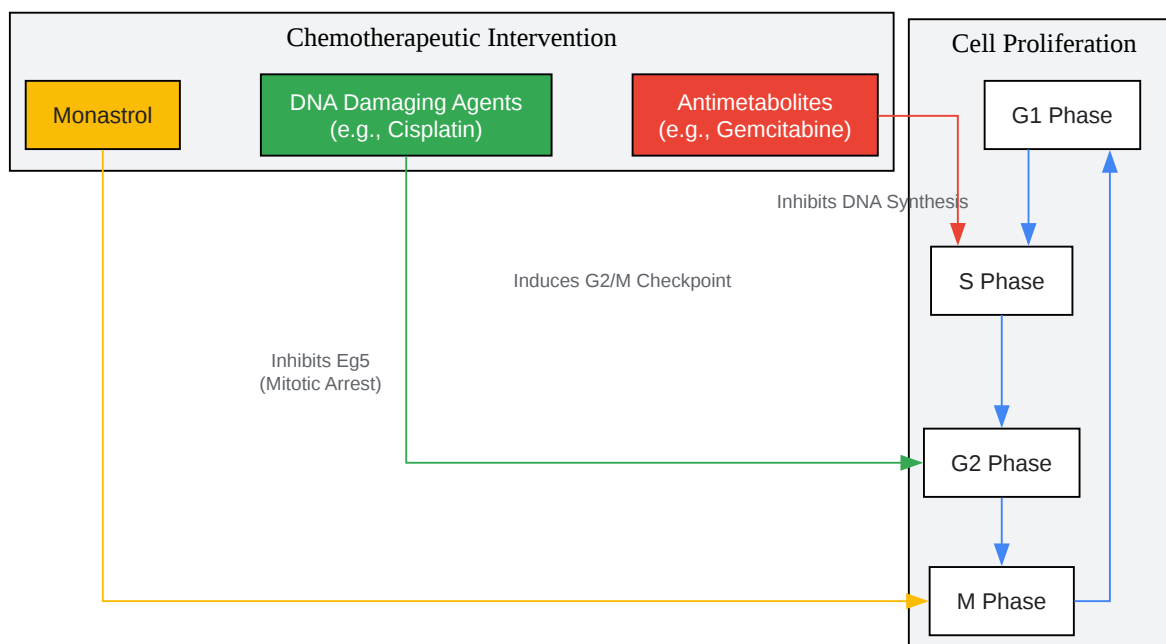 Chemotherapeutic Intervention
Monastrol
DNA Damaging Agents
(e.g., Cisplatin)
Antimetabolites
(e.g., Gemcitabine)
Cell Proliferation
G1 Phase
Inhibits DNA Synthesis
S Phase
Induces G2/M Checkpoint
Inhibits Eg5
(Mitotic Arrest)
G2 Phase
M Phase